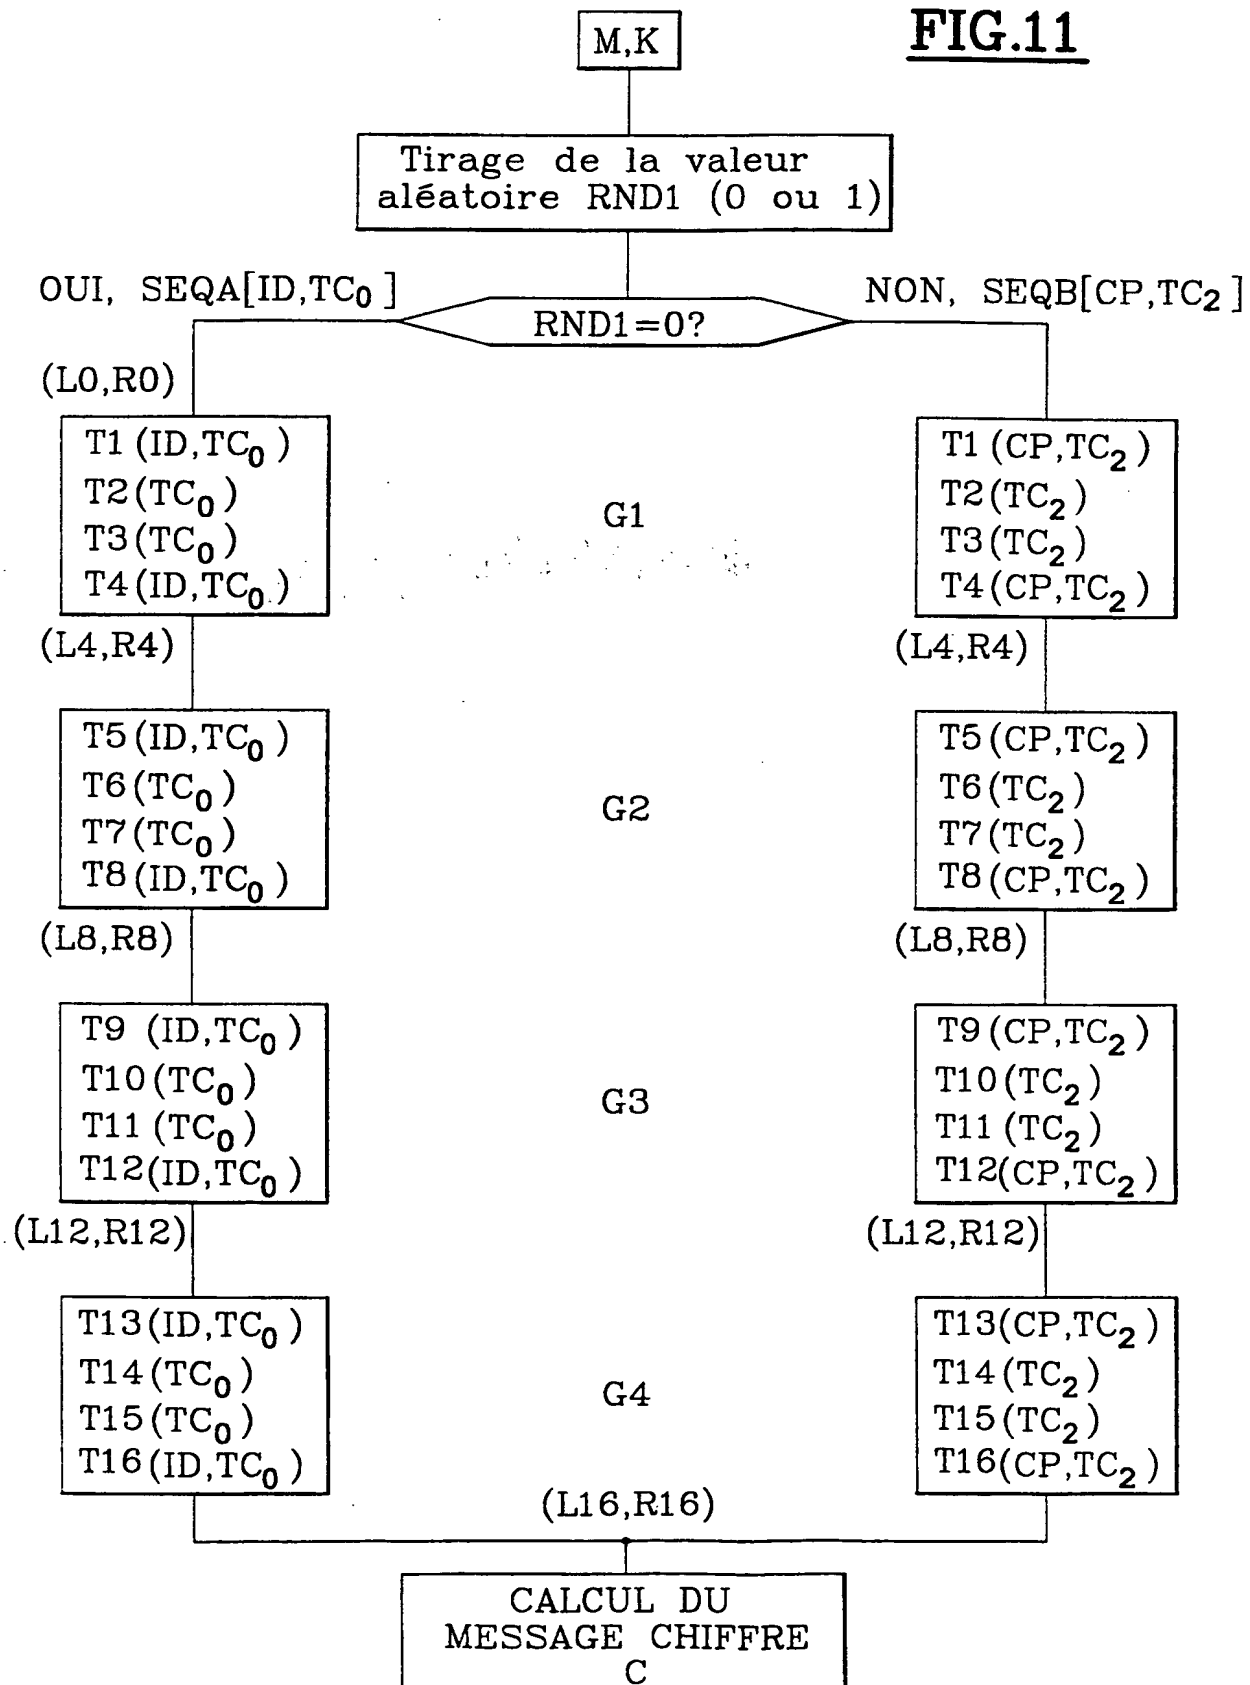 FIG.11
M,K
Tirage de la valeur
aléatoire RND1 (0 ou 1)
OUI, SEQA[ID,TC₀]
NON, SEQB[CP,TC₂]
RND1=0?
(L0,R0)
T1(ID,TC₀)
T2(TC₀)
T3(TC₀)
T4(ID,TC₀)
G1
T1(CP,TC₂)
T2(TC₂)
T3(TC₂)
T4(CP,TC₂)
(L4,R4)
(L4,R4)
T5(ID,TC₀)
T6(TC₀)
T7(TC₀)
T8(ID,TC₀)
G2
T5(CP,TC₂)
T6(TC₂)
T7(TC₂)
T8(CP,TC₂)
(L8,R8)
(L8,R8)
T9 (ID,TC₀)
T10(TC₀)
T11(TC₀)
T12(ID,TC₀)
G3
T9(CP,TC₂)
T10(TC₂)
T11(TC₂)
T12(CP,TC₂)
(L12,R12)
(L12,R12)
T13(ID,TC₀)
T14(TC₀)
T15(TC₀)
T16(ID,TC₀)
G4
T13(CP,TC₂)
T14(TC₂)
T15(TC₂)
T16(CP,TC₂)
(L16,R16)
CALCUL DU
MESSAGE CHIFFRE
C